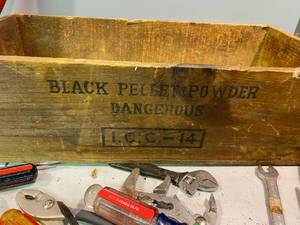 BLACK PELLET POWDER
DANGEROUS
I.C.C.-14